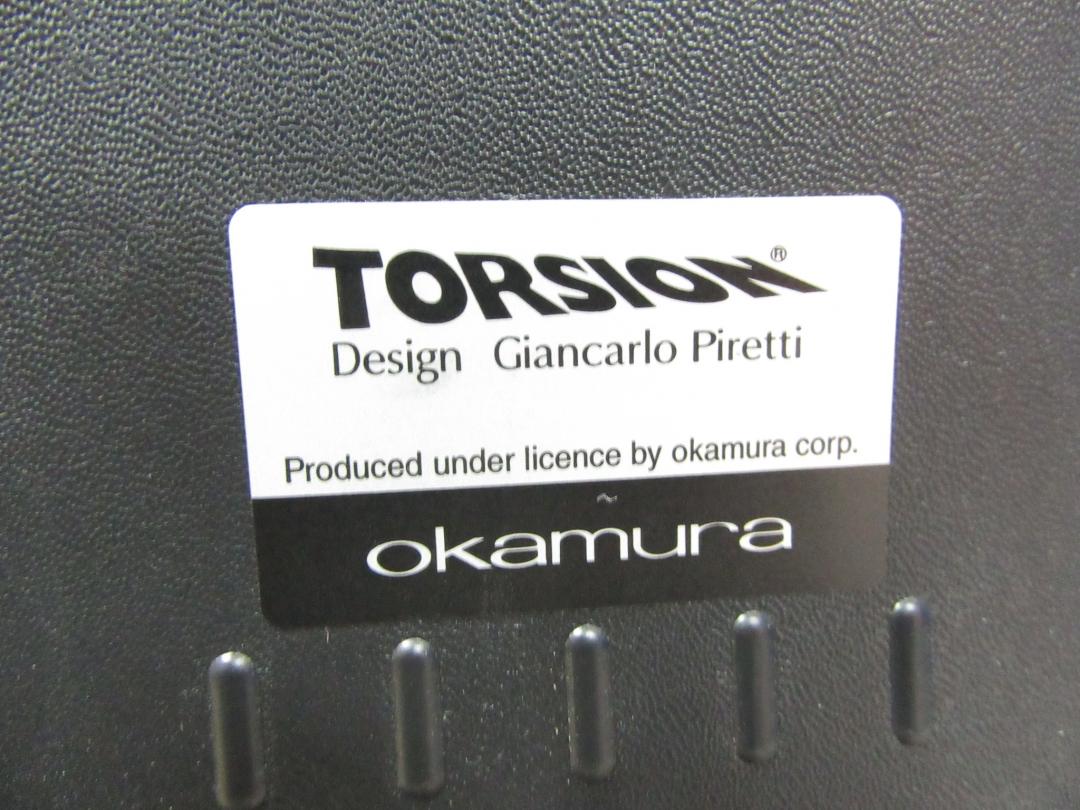 TORSION®
Design Giancarlo Piretti
Produced under licence by okamura corp.
okamura